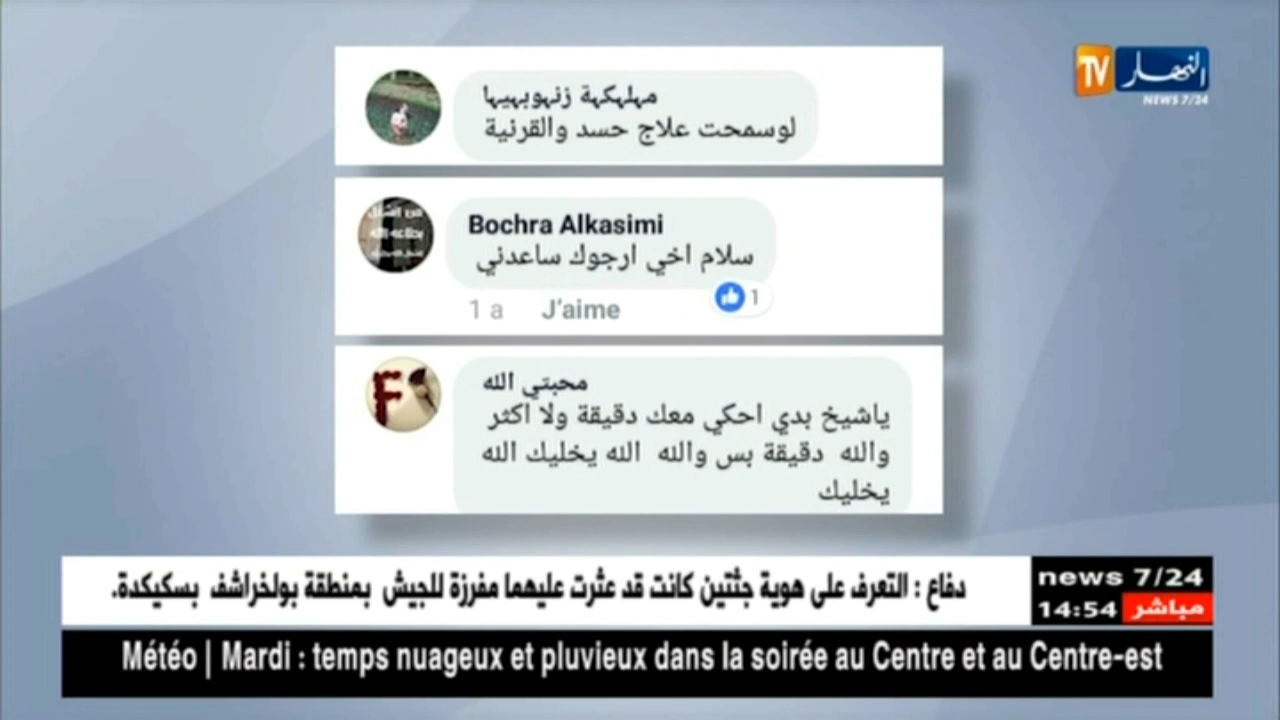 TV النهار
NEWS 7/24
مهلهكهة زنهوبهيها
لوسمحت علاج حسد والقرنية
Bochra Alkasimi
سلام اخي ارجوك ساعدني
1 a J'aime 1
محبتي الله
ياشيخ بدي احكي معك دقيقة ولا اكثر
والله دقيقة بس والله الله يخليك الله
يخليك
دفاع : التعرف على هوية جثتين كانت قد عثرت عليهما مفرزة للجيش بمنطقة بولخراشف بسكيكدة.
news 7/24
14:54 مباشر
Météo | Mardi : temps nuageux et pluvieux dans la soirée au Centre et au Centre-est